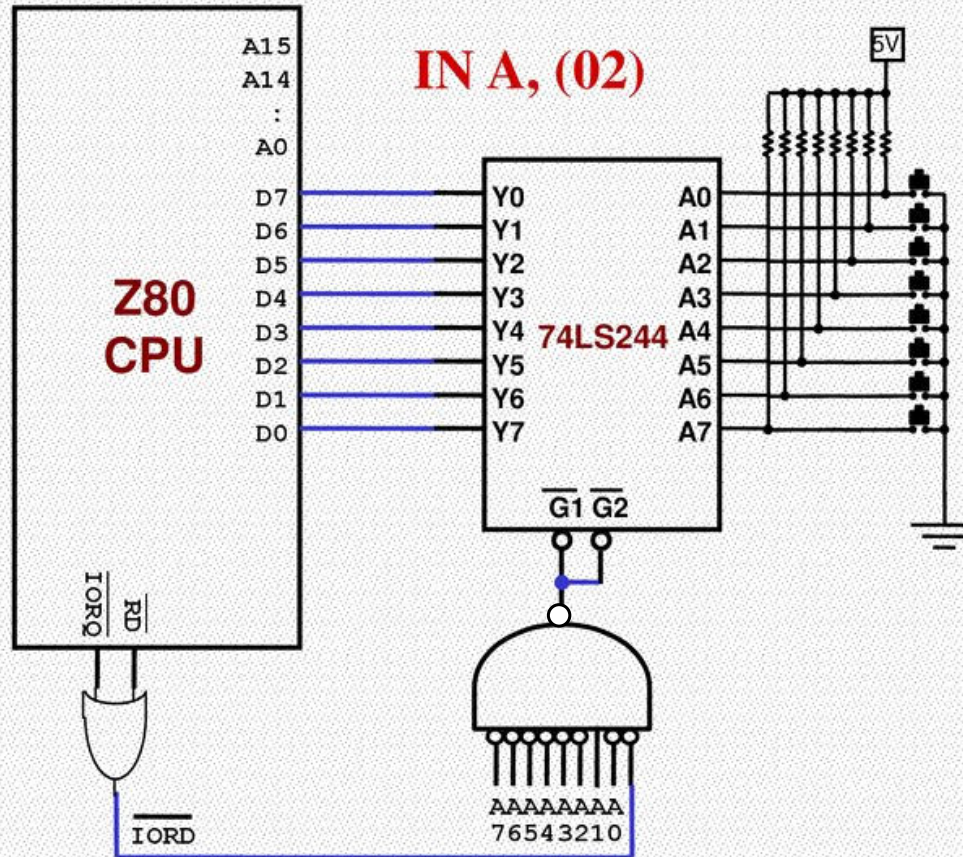 IN A, (02)
5V
A15
A14
:
A0
D7
D6
D5
D4
D3
D2
D1
D0
Z80
CPU
IORQ
RD
IORD
Y0
Y1
Y2
Y3
Y4
Y5
Y6
Y7
74LS244
A0
A1
A2
A3
A4
A5
A6
A7
G1 G2
AAAAAAAA
76543210